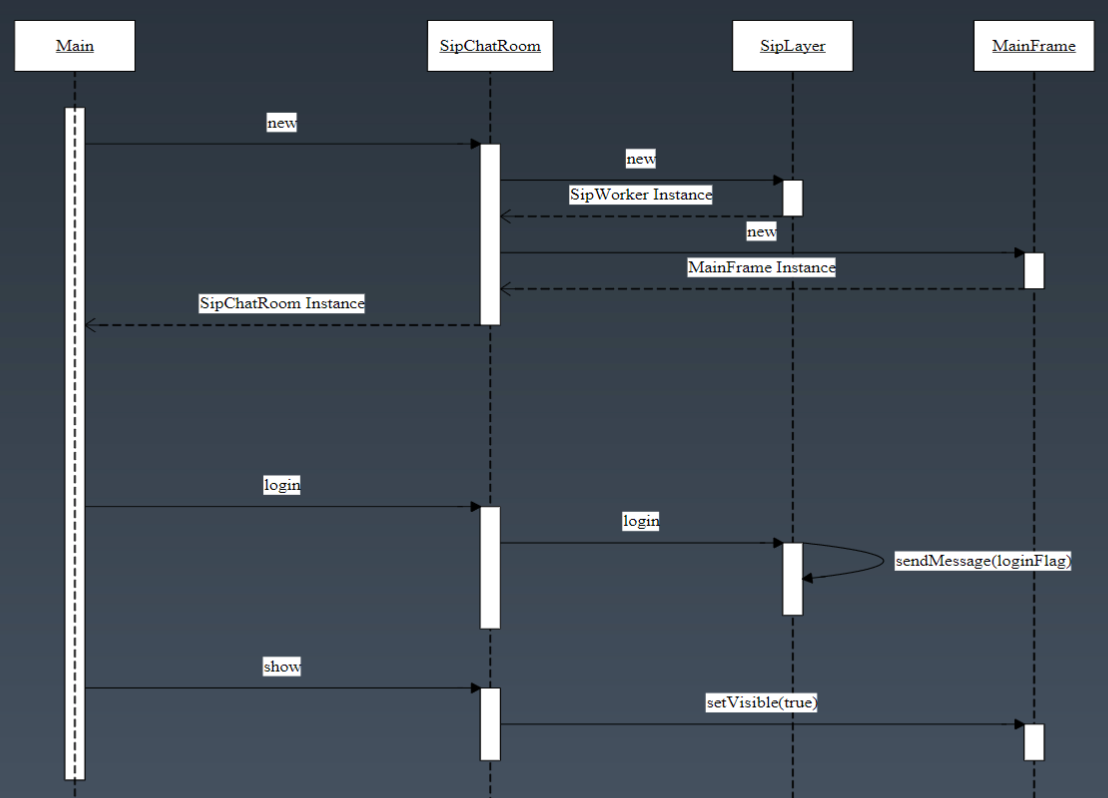 Main
SipChatRoom
SipLayer
MainFrame
new
new
SipWorker Instance
new
MainFrame Instance
SipChatRoom Instance
login
login
sendMessage(loginFlag)
show
setVisible(true)